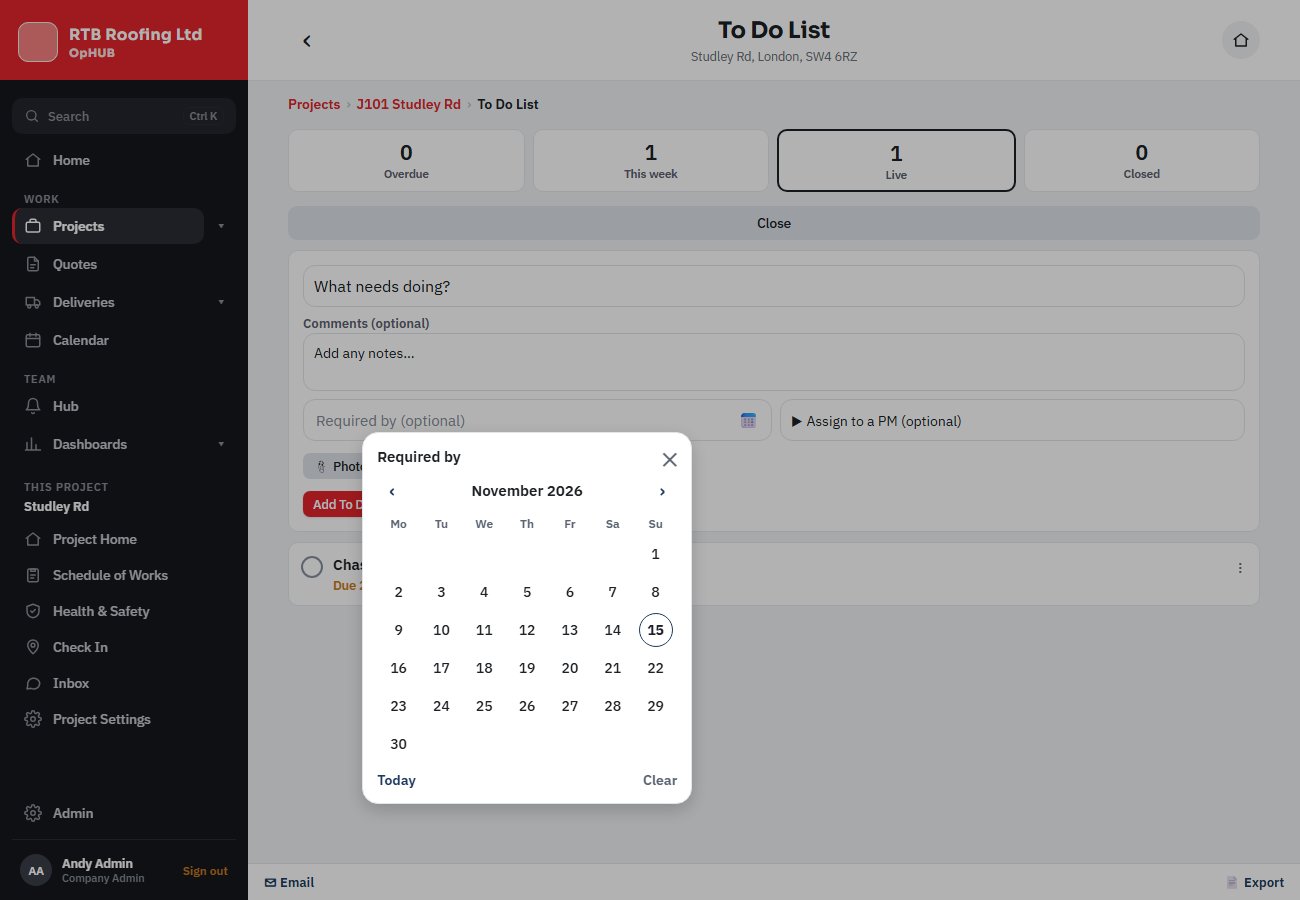 RTB Roofing Ltd
OpHUB
Search Ctrl K
Home
WORK
Projects
Quotes
Deliveries
Calendar
TEAM
Hub
Dashboards
THIS PROJECT
Studley Rd
Project Home
Schedule of Works
Health & Safety
Check In
Inbox
Project Settings
Admin
AA
Andy Admin
Company Admin
Sign out
To Do List
Studley Rd, London, SW4 6RZ
Projects › J101 Studley Rd › To Do List
0
Overdue
1
This week
1
Live
0
Closed
Close
What needs doing?
Comments (optional)
Add any notes...
Required by (optional)
▶ Assign to a PM (optional)
Add To
Due
Required by
‹ November 2026 ›
Mo Tu We Th Fr Sa Su
1
2 3 4 5 6 7 8
9 10 11 12 13 14 15
16 17 18 19 20 21 22
23 24 25 26 27 28 29
30
Today Clear
Email
Export